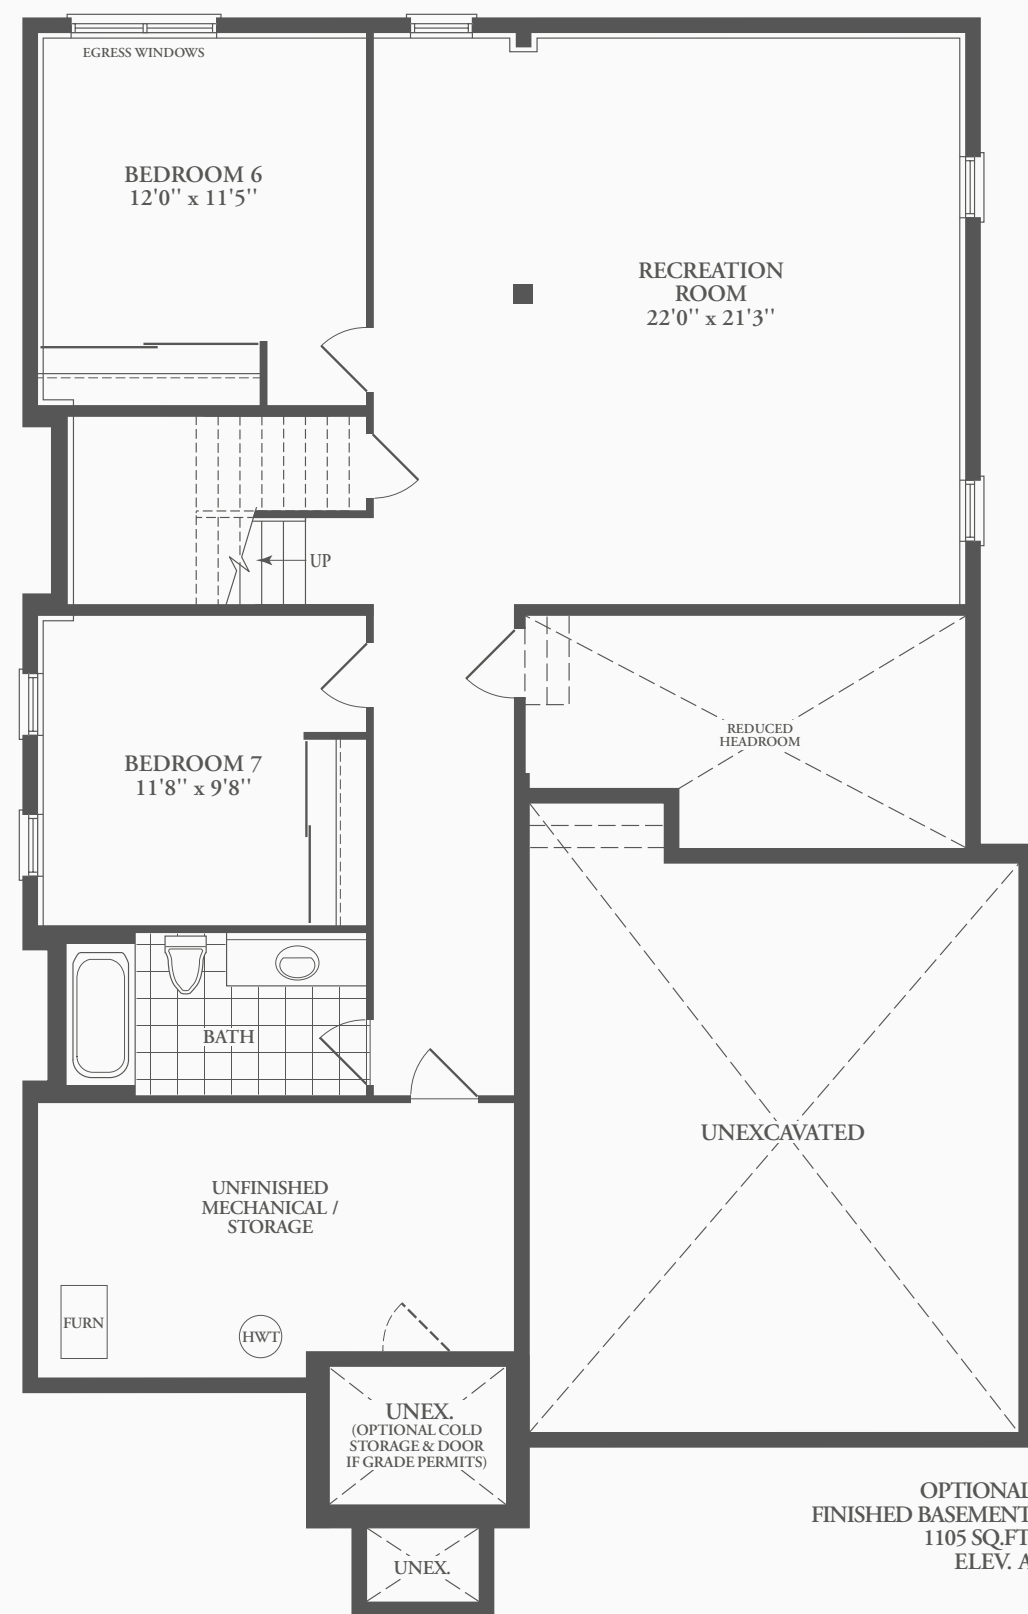 EGRESS WINDOWS
BEDROOM 6
12'0'' x 11'5''
RECREATION
ROOM
22'0'' x 21'3''
UP
REDUCED
HEADROOM
BEDROOM 7
11'8'' x 9'8''
BATH
UNEXCAVATED
UNFINISHED
MECHANICAL /
STORAGE
FURN
HWT
UNEX.
(OPTIONAL COLD
STORAGE & DOOR
IF GRADE PERMITS)
UNEX.
OPTIONAL
FINISHED BASEMENT
1105 SQ.FT
ELEV. A